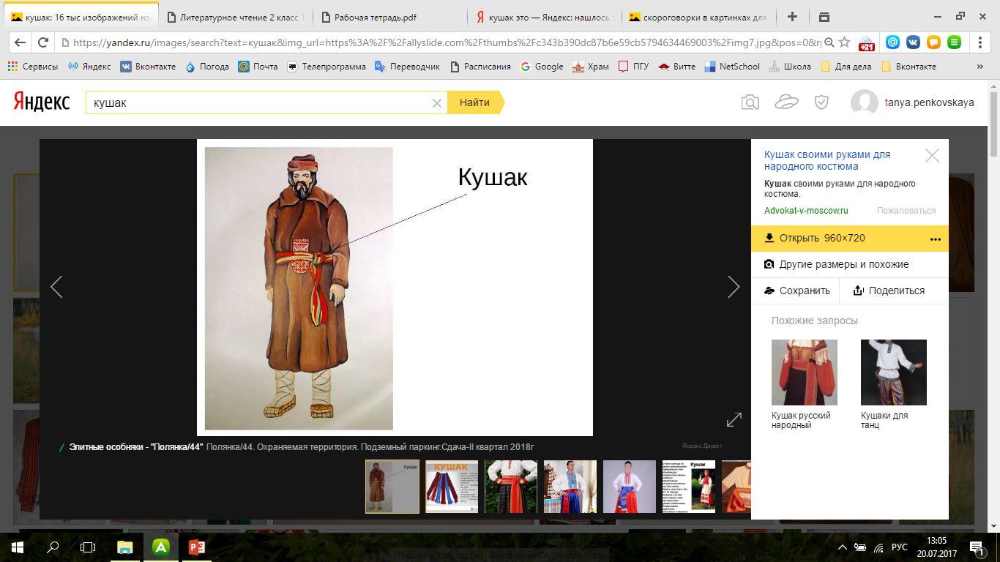 кушак: 16 тыс изображений на
Литературное чтение 2 класс 1
Рабочая тетрадь.pdf
кушак это — Яндекс: нашлось
скороговорки в картинках для
https://yandex.ru/images/search?text=кушак&img_url=https%3A%2F%2Fallyslide.com%2Fthumbs%2Fc343b390dc87b6e59cb5794634469003%2Fimg7.jpg&pos=0&rp
+21
Сервисы
Яндекс
Вконтакте
Погода
Почта
Телепрограмма
Переводчик
Расписания
Google
Храм
ПГУ
Витте
NetSchool
Школа
Для дела
Вконтакте
Яндекс
кушак
Найти
tanya.penkovskaya
Кушак
Кушак своими руками для
народного костюма
Кушак своими руками для народного
костюма.
Advokat-v-moscow.ru
Пожаловаться
Открыть 960×720
Другие размеры и похожие
Сохранить
Поделиться
Похожие запросы
Кушак русский
народный
Кушаки для
танц
Элитные особняки - "Полянка/44" Полянка/44. Охраняемая территория. Подземный паркинг.Сдача-II квартал 2018г
Яндекс.Директ
Кушак
КУШАК
Кушак
РУС
13:05
20.07.2017
1